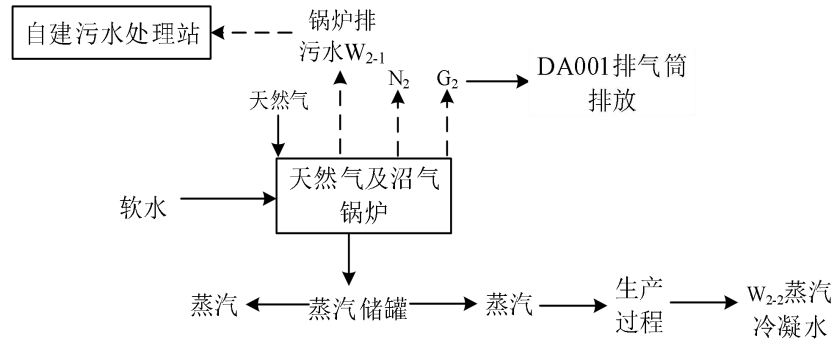 自建污水处理站
锅炉排
污水W2-1
N2
G2
DA001排气筒
排放
天然气
天然气及沼气
锅炉
软水
蒸汽
蒸汽储罐
蒸汽
生产
过程
W2-2蒸汽
冷凝水